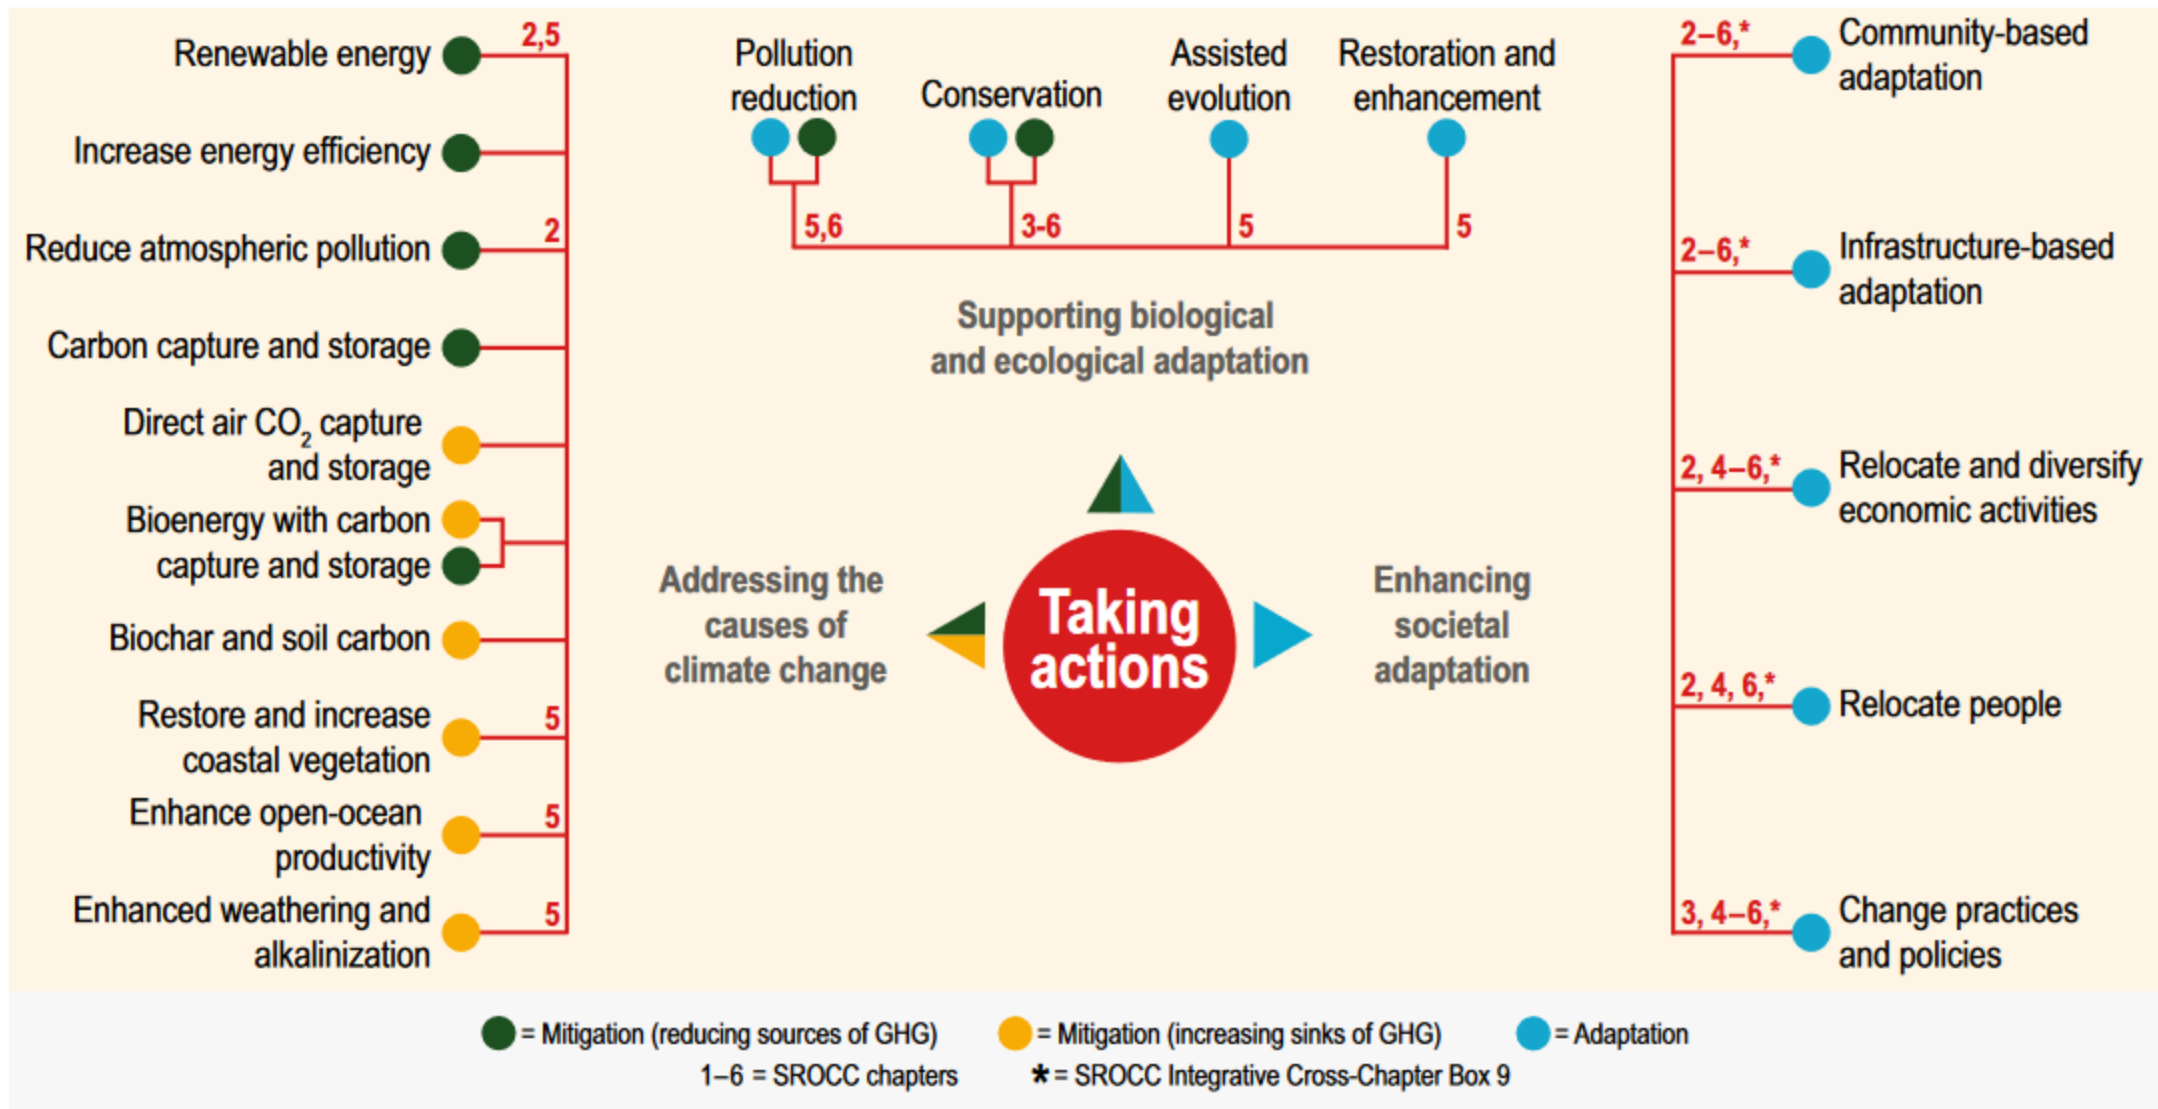 Renewable energy
2,5
Increase energy efficiency
Reduce atmospheric pollution
2
Carbon capture and storage
Direct air CO₂ capture
and storage
Bioenergy with carbon
capture and storage
Biochar and soil carbon
Restore and increase
coastal vegetation
5
Enhance open-ocean
productivity
5
Enhanced weathering and
alkalinization
5
Pollution
reduction
5,6
Conservation
3-6
Assisted
evolution
5
Restoration and
enhancement
5
Supporting biological
and ecological adaptation
Addressing the
causes of
climate change
Taking
actions
Enhancing
societal
adaptation
2–6,*
Community-based
adaptation
2–6,*
Infrastructure-based
adaptation
2, 4–6,*
Relocate and diversify
economic activities
2, 4, 6,*
Relocate people
3, 4–6,*
Change practices
and policies
= Mitigation (reducing sources of GHG)
= Mitigation (increasing sinks of GHG)
= Adaptation
1–6 = SROCC chapters
* = SROCC Integrative Cross-Chapter Box 9